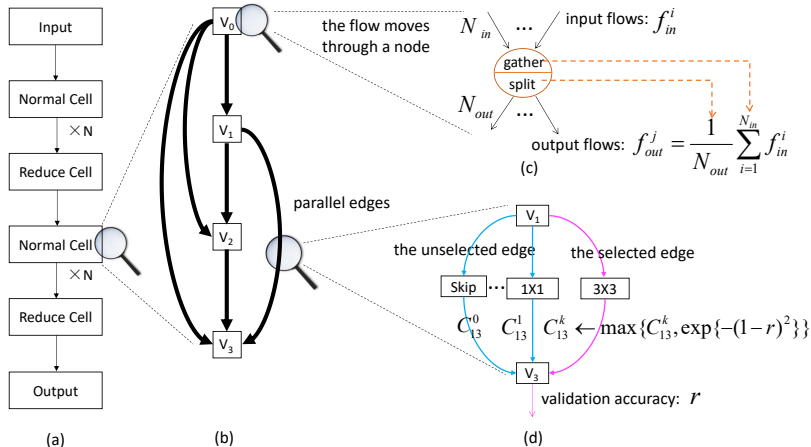 Input
Normal Cell
×N
Reduce Cell
Normal Cell
×N
Reduce Cell
Output
(a)
V0
V1
V2
V3
parallel edges
(b)
the flow moves
through a node
N_in
...
input flows: f_in^i
gather
split
N_out
...
output flows: f_out^j = 1/N_out ∑_{i=1}^{N_in} f_in^i
(c)
V1
the unselected edge
the selected edge
Skip ... 1X1 3X3
C_13^0 C_13^1 C_13^k ← max{C_13^k, exp{-(1-r)^2}}
V3
validation accuracy: r
(d)